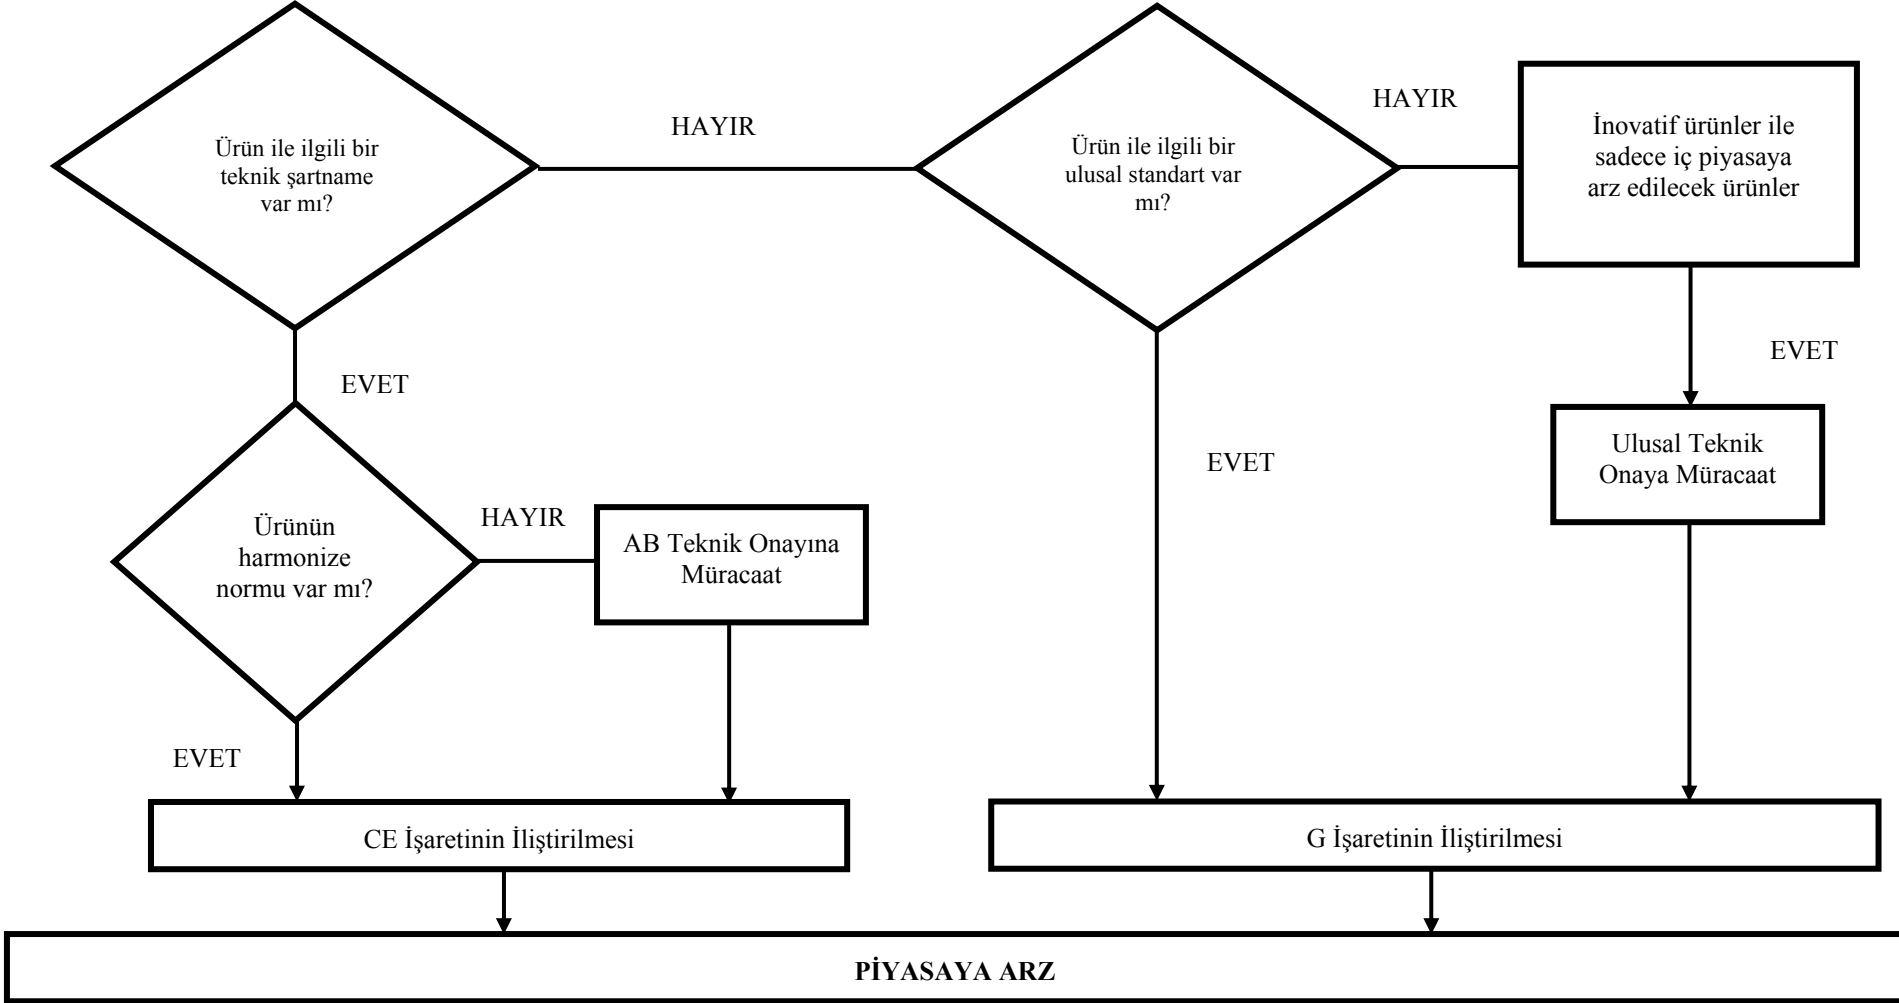 Ürün ile ilgili bir
teknik şartname
var mı?
HAYIR
Ürün ile ilgili bir
ulusal standart var
mı?
HAYIR
İnovatif ürünler ile
sadece iç piyasaya
arz edilecek ürünler
EVET
EVET
Ulusal Teknik
Onaya Müracaat
EVET
Ürünün
harmonize
normu var mı?
HAYIR
AB Teknik Onayına
Müracaat
EVET
CE İşaretinin İliştirilmesi
G İşaretinin İliştirilmesi
PİYASAYA ARZ